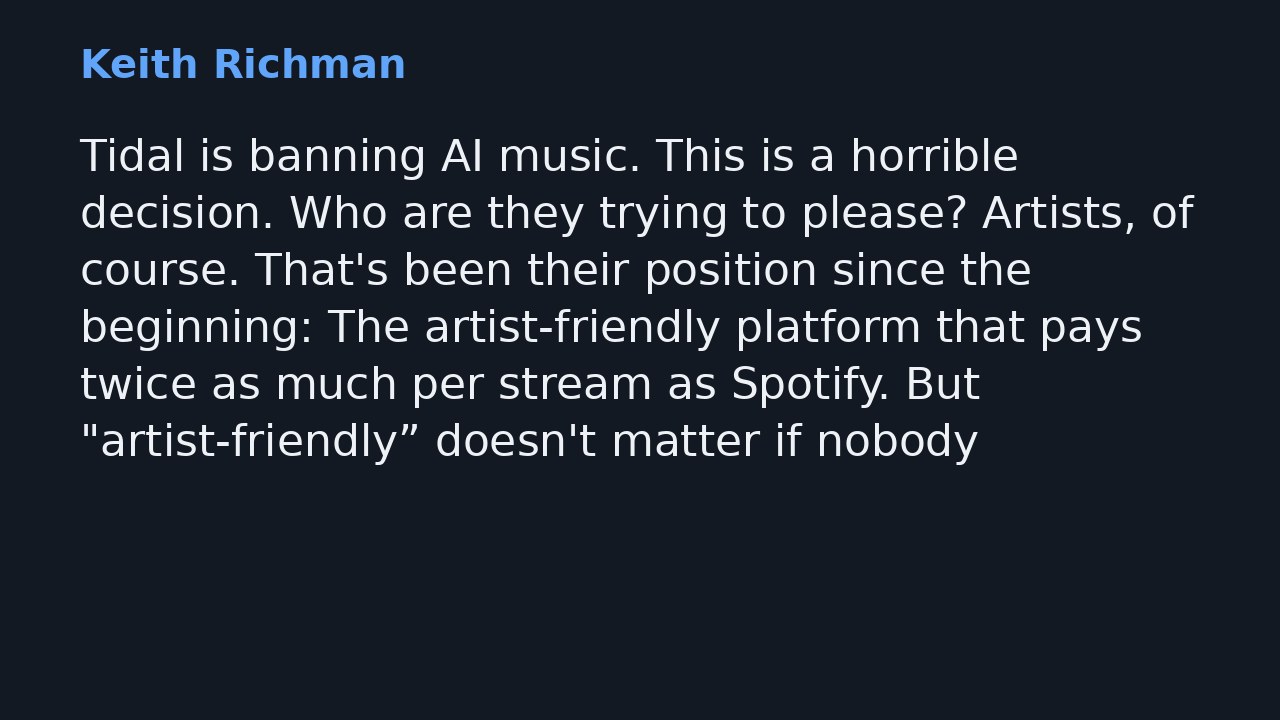 Keith Richman
Tidal is banning AI music. This is a horrible
decision. Who are they trying to please? Artists, of
course. That's been their position since the
beginning: The artist-friendly platform that pays
twice as much per stream as Spotify. But
"artist-friendly” doesn't matter if nobody